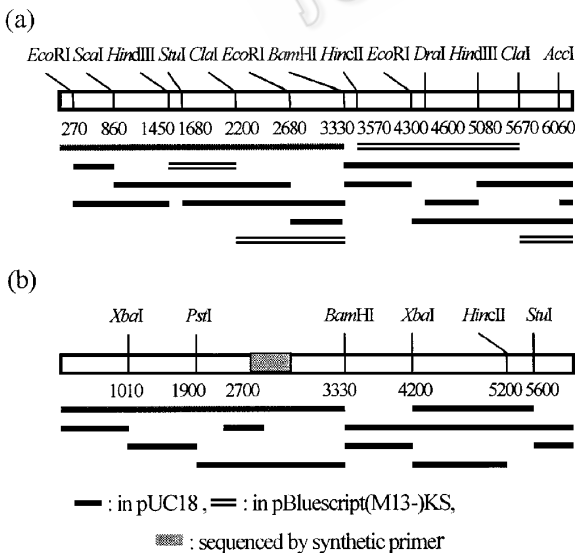 (a)
EcoRI ScaI HindIII StuI ClaI EcoRI BamHI HincII EcoRI DraI HindIII ClaI AccI
270 860 1450 1680 2200 2680 3330 3570 4300 4600 5080 5670 6060
(b)
XbaI PstI BamHI XbaI HincII StuI
1010 1900 2700 3330 4200 5200 5600
: in pUC18 , : in pBluescript(M13-)KS,
: sequenced by synthetic primer